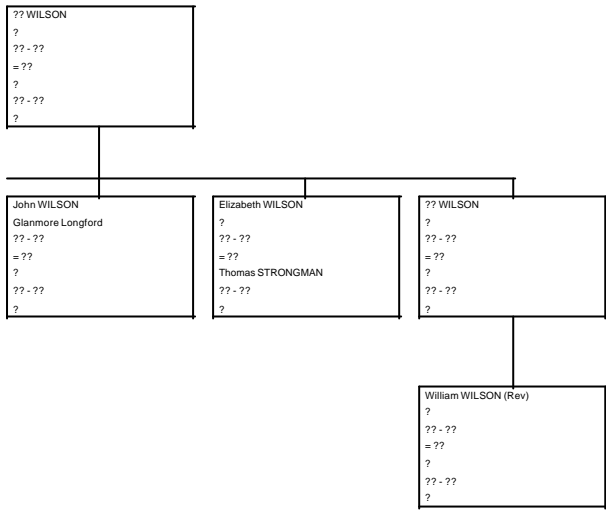 ?? WILSON
?
?? - ??
= ??
?
?? - ??
?
John WILSON
Glanmore Longford
?? - ??
= ??
?
?? - ??
?
Elizabeth WILSON
?
?? - ??
= ??
Thomas STRONGMAN
?? - ??
?
?? WILSON
?
?? - ??
= ??
?
?? - ??
?
William WILSON (Rev)
?
?? - ??
= ??
?
?? - ??
?